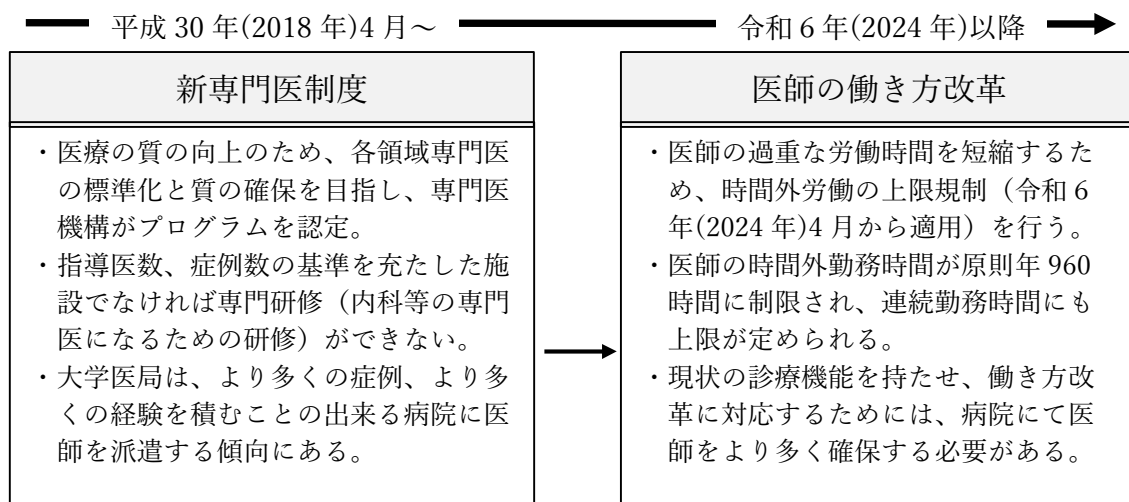 平成 30 年(2018 年)4 月～
令和 6 年(2024 年)以降
新専門医制度
・医療の質の向上のため、各領域専門医
の標準化と質の確保を目指し、専門医
機構がプログラムを認定。
・指導医数、症例数の基準を充たした施
設でなければ専門研修（内科等の専門
医になるための研修）ができない。
・大学医局は、より多くの症例、より多
くの経験を積むことの出来る病院に医
師を派遣する傾向にある。
医師の働き方改革
・医師の過重な労働時間を短縮するた
め、時間外労働の上限規制（令和 6
年(2024 年)4 月から適用）を行う。
・医師の時間外勤務時間が原則年 960
時間に制限され、連続勤務時間にも
上限が定められる。
・現状の診療機能を持たせ、働き方改
革に対応するためには、病院にて医
師をより多く確保する必要がある。